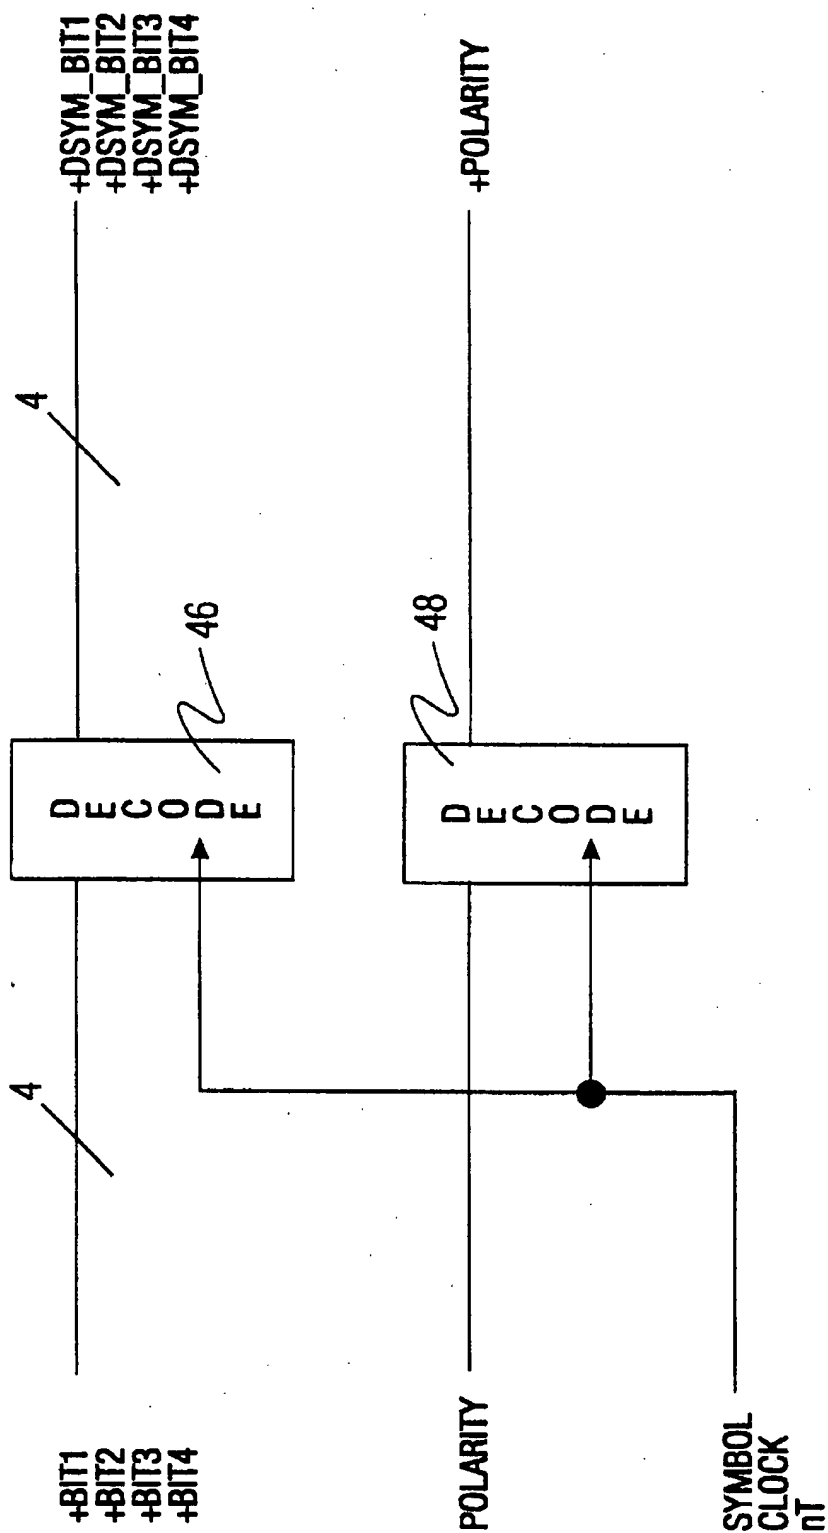 +BIT1
+BIT2
+BIT3
+BIT4
4
DECODE
46
4
+DSYM_BIT1
+DSYM_BIT2
+DSYM_BIT3
+DSYM_BIT4
POLARITY
DECODE
48
+POLARITY
SYMBOL
CLOCK
nT